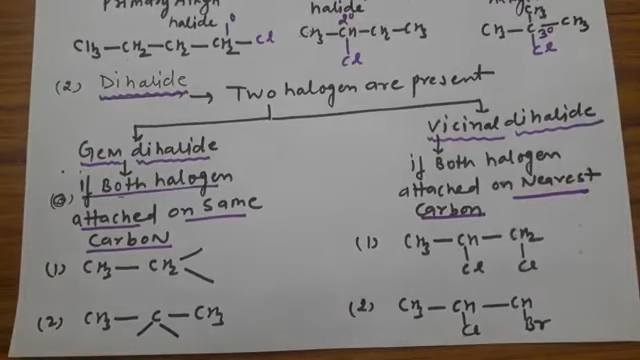 Primary
halide
halide
CH3—CH2—CH2—CH2—Cl 1°
CH3—CH—CH2—CH3 2°
Cl
CH3
CH3—C—CH3 3°
Cl
(2) Dihalide → Two halogen are present
Gem dihalide
if Both halogen
attached on Same
Carbon
(1) CH3—CH2
(2) CH3—C—CH3
Vicinal dihalide
if Both halogen
attached on Nearest
Carbon
(1) CH3—CH—CH2
Cl Cl
(2) CH3—CH—CH
Cl Br